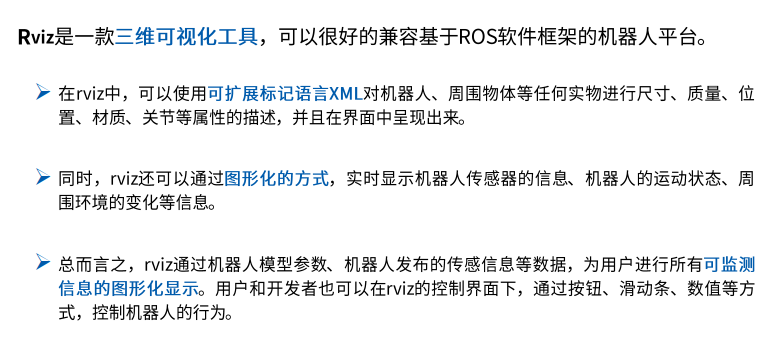 Rviz是一款三维可视化工具，可以很好的兼容基于ROS软件框架的机器人平台。
在rviz中，可以使用可扩展标记语言XML对机器人、周围物体等任何实物进行尺寸、质量、位
置、材质、关节等属性的描述，并且在界面中呈现出来。
同时，rviz还可以通过图形化的方式，实时显示机器人传感器的信息、机器人的运动状态、周
围环境的变化等信息。
总而言之，rviz通过机器人模型参数、机器人发布的传感信息等数据，为用户进行所有可监测
信息的图形化显示。用户和开发者也可以在rviz的控制界面下，通过按钮、滑动条、数值等方
式，控制机器人的行为。